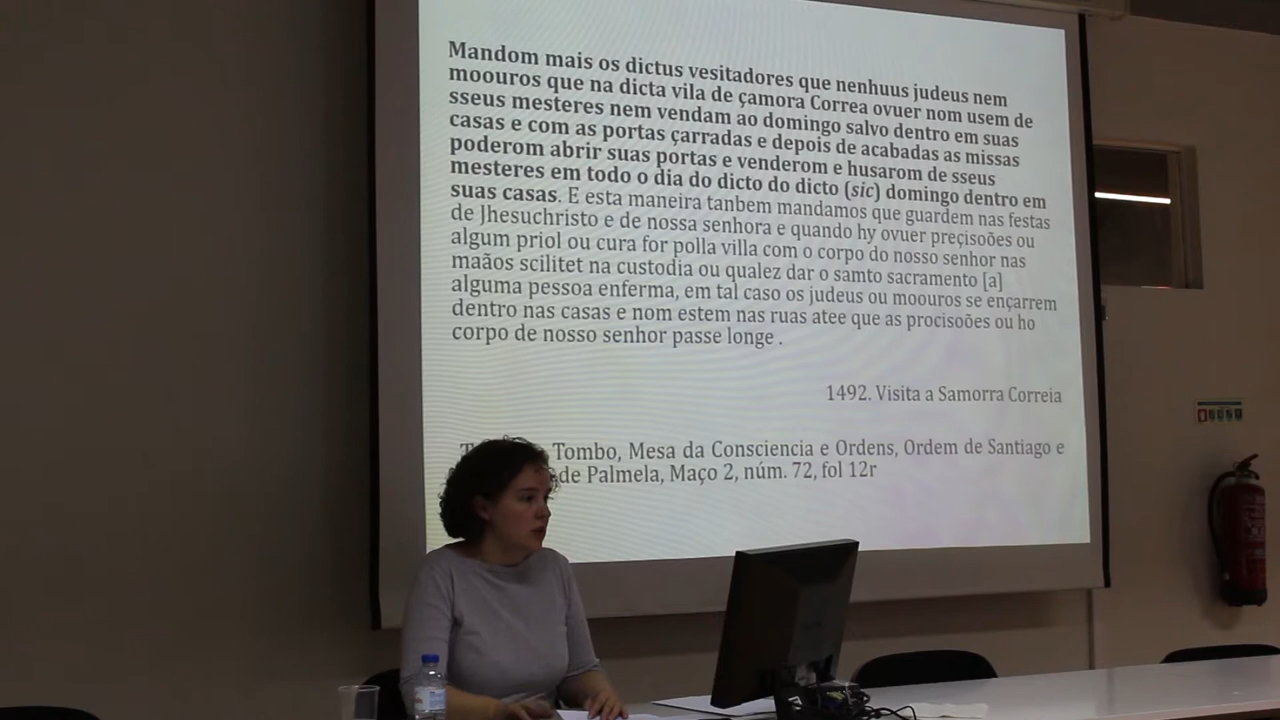 Mandom mais os dictus vesitadores que nenhuus judeus nem
moouros que na dicta vila de çamora Correa ovuer nom usem de
sseus mesteres nem vendam ao domingo salvo dentro em suas
casas e com as portas çarradas e depois de acabadas as missas
poderom abrir suas portas e venderom e husarom de sseus
mesteres em todo o dia do dicto do dicto (sic) domingo dentro em
suas casas. E esta maneira tanbem mandamos que guardem nas festas
de Jhesuchristo e de nossa senhora e quando hy ovuer preçisoões ou
algum priol ou cura for polla villa com o corpo do nosso senhor nas
maãos scilitet na custodia ou qualez dar o samto sacramento [a]
alguma pessoa enferma, em tal caso os judeus ou moouros se ençarrem
dentro nas casas e nom estem nas ruas atee que as procisoões ou ho
corpo de nosso senhor passe longe .
1492. Visita a Samorra Correia
Tombo, Mesa da Consciencia e Ordens, Ordem de Santiago e
de Palmela, Maço 2, núm. 72, fol 12r